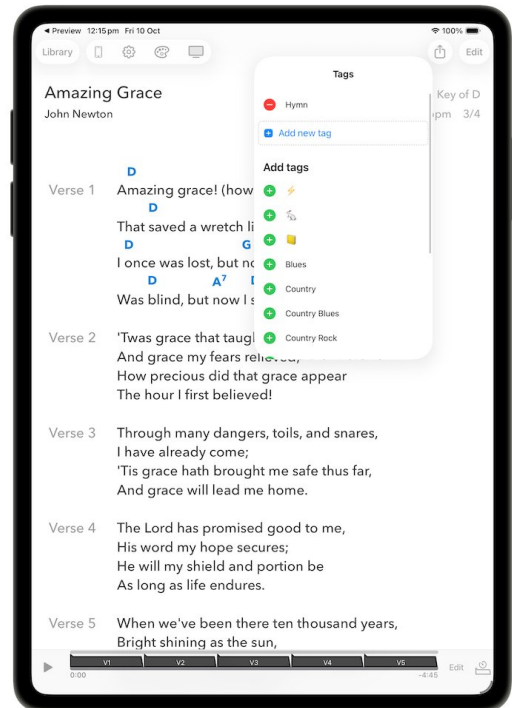 ◀ Preview 12:15 pm Fri 10 Oct 100%
Library Edit
Amazing Grace
Key of D
John Newton
pm 3/4
Tags
Hymn
Add new tag
Add tags
Blues
Country
Country Blues
Country Rock
D
Verse 1 Amazing grace! (how
D
That saved a wretch
D G
I once was lost, but
D A7
Was blind, but now I
Verse 2 'Twas grace that
And grace my fears relieved,
How precious did that grace appear
The hour I first believed!
Verse 3 Through many dangers, toils, and snares,
I have already come;
'Tis grace hath brought me safe thus far,
And grace will lead me home.
Verse 4 The Lord has promised good to me,
His word my hope secures;
He will my shield and portion be
As long as life endures.
Verse 5 When we've been there ten thousand years,
Bright shining as the sun,
V1 V2 V3 V4 V5 Edit
0:00 -4:45